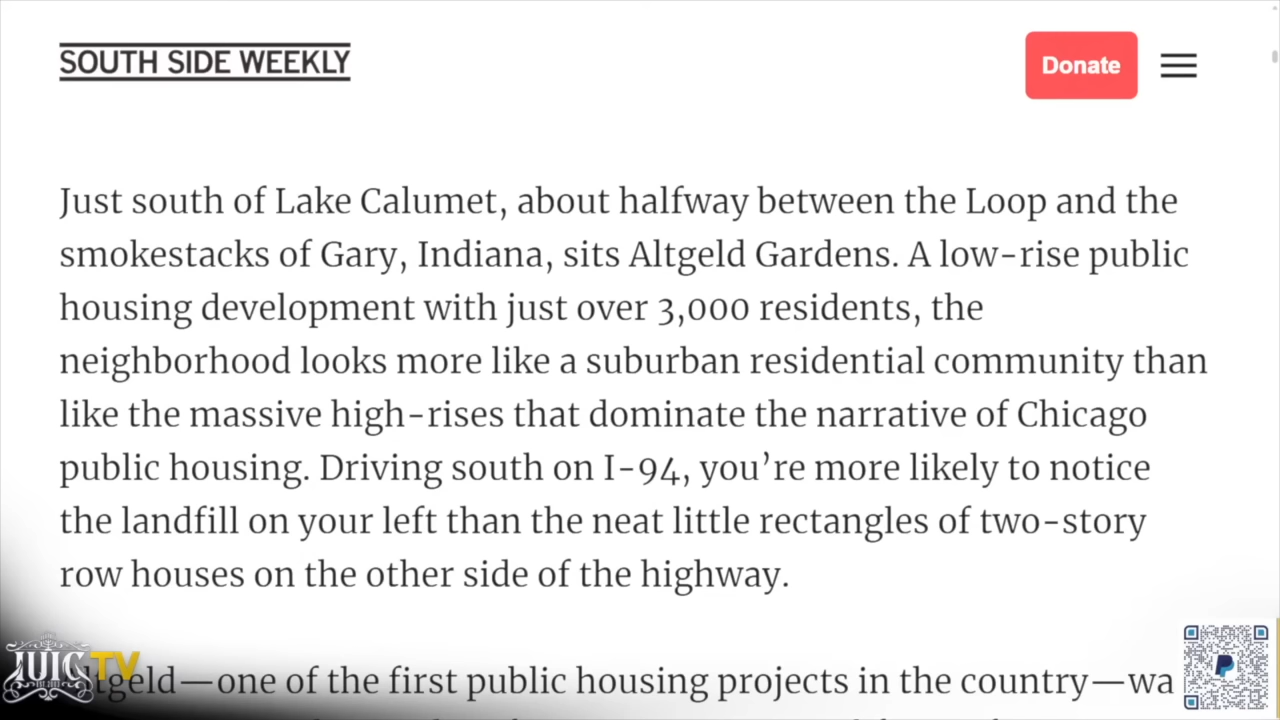 SOUTH SIDE WEEKLY
Donate
Just south of Lake Calumet, about halfway between the Loop and the
smokestacks of Gary, Indiana, sits Altgeld Gardens. A low-rise public
housing development with just over 3,000 residents, the
neighborhood looks more like a suburban residential community than
like the massive high-rises that dominate the narrative of Chicago
public housing. Driving south on I-94, you’re more likely to notice
the landfill on your left than the neat little rectangles of two-story
row houses on the other side of the highway.
IUIC TV
ltgeld—one of the first public housing projects in the country—wa